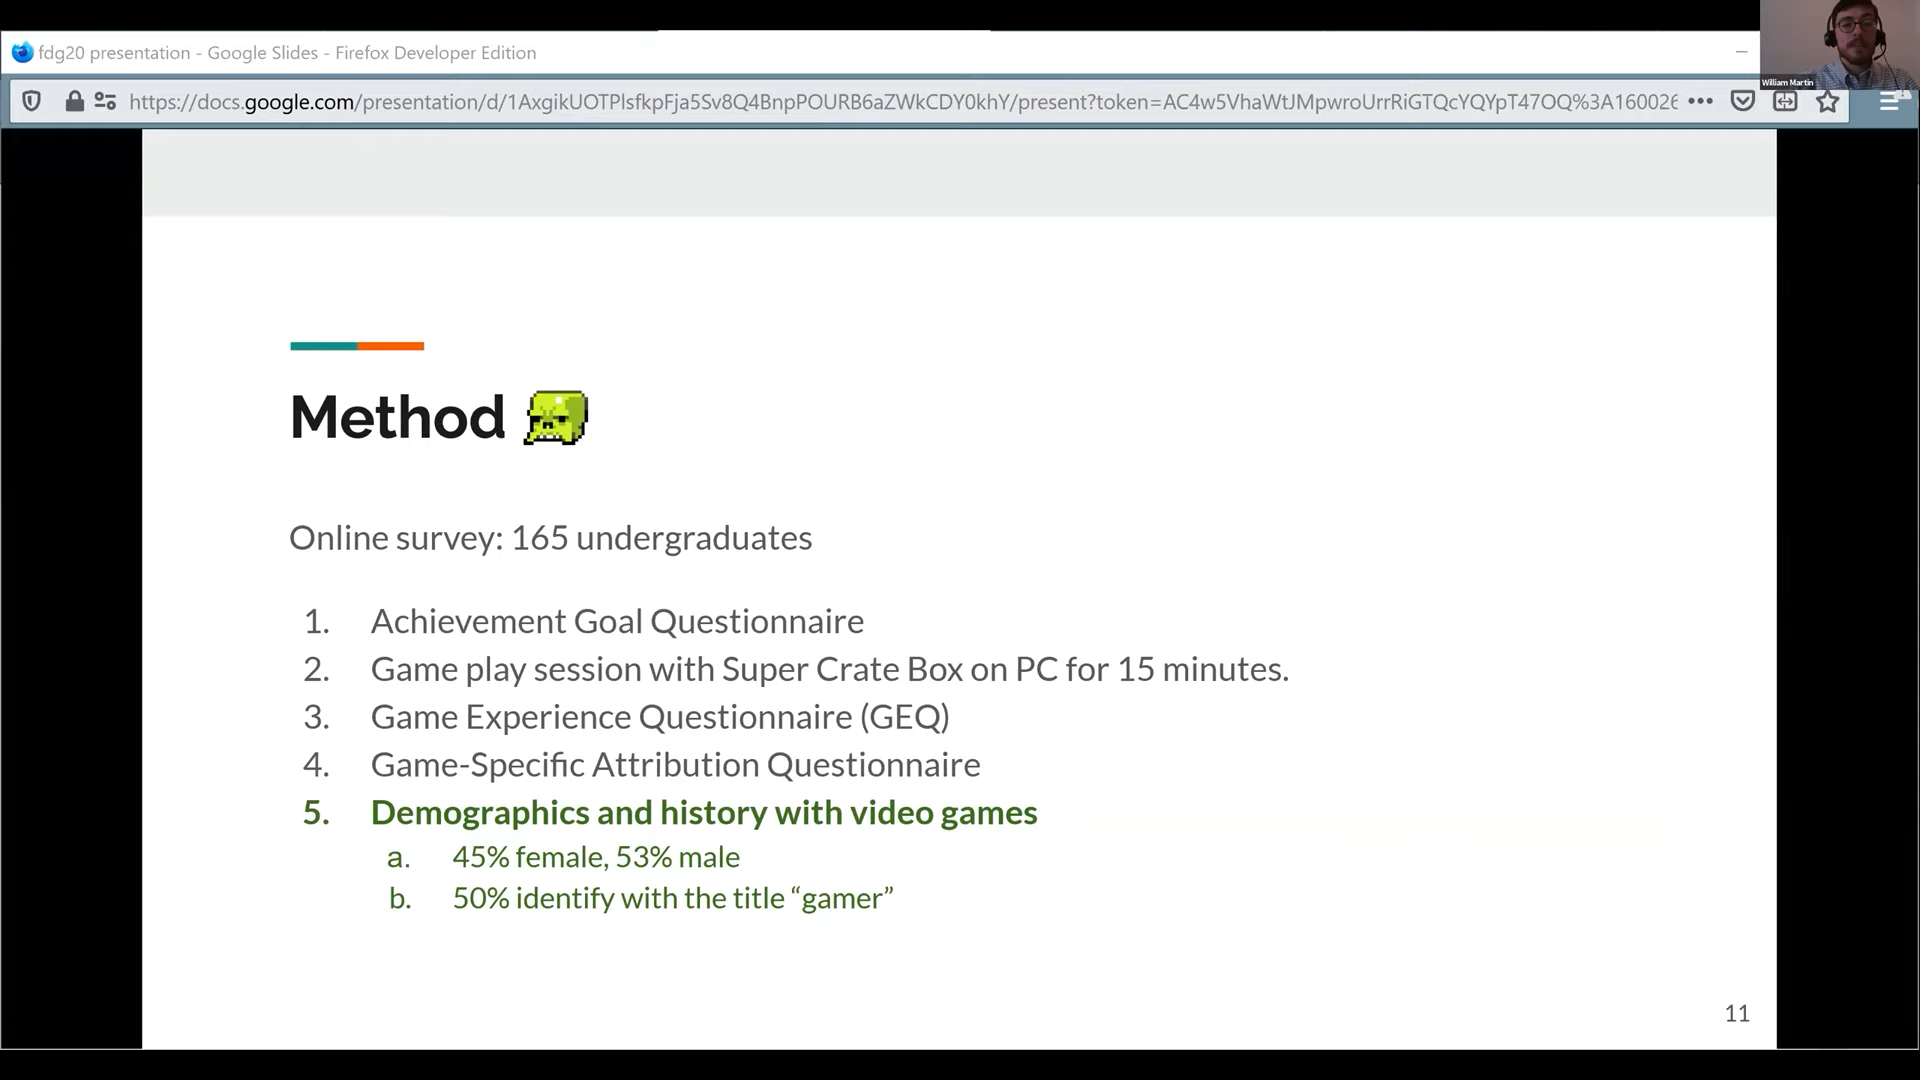 fdg20 presentation - Google Slides - Firefox Developer Edition
William Martin
https://docs.google.com/presentation/d/1AxgikUOTPlsfkpFja5Sv8Q4BnpPOURB6aZWkCDY0khY/present?token=AC4w5VhaWtJMpwroUrrRiGTQcYQYpT47OQ%3A160026
Method
Online survey: 165 undergraduates
1. Achievement Goal Questionnaire
2. Game play session with Super Crate Box on PC for 15 minutes.
3. Game Experience Questionnaire (GEQ)
4. Game-Specific Attribution Questionnaire
5. Demographics and history with video games
a. 45% female, 53% male
b. 50% identify with the title “gamer”
11